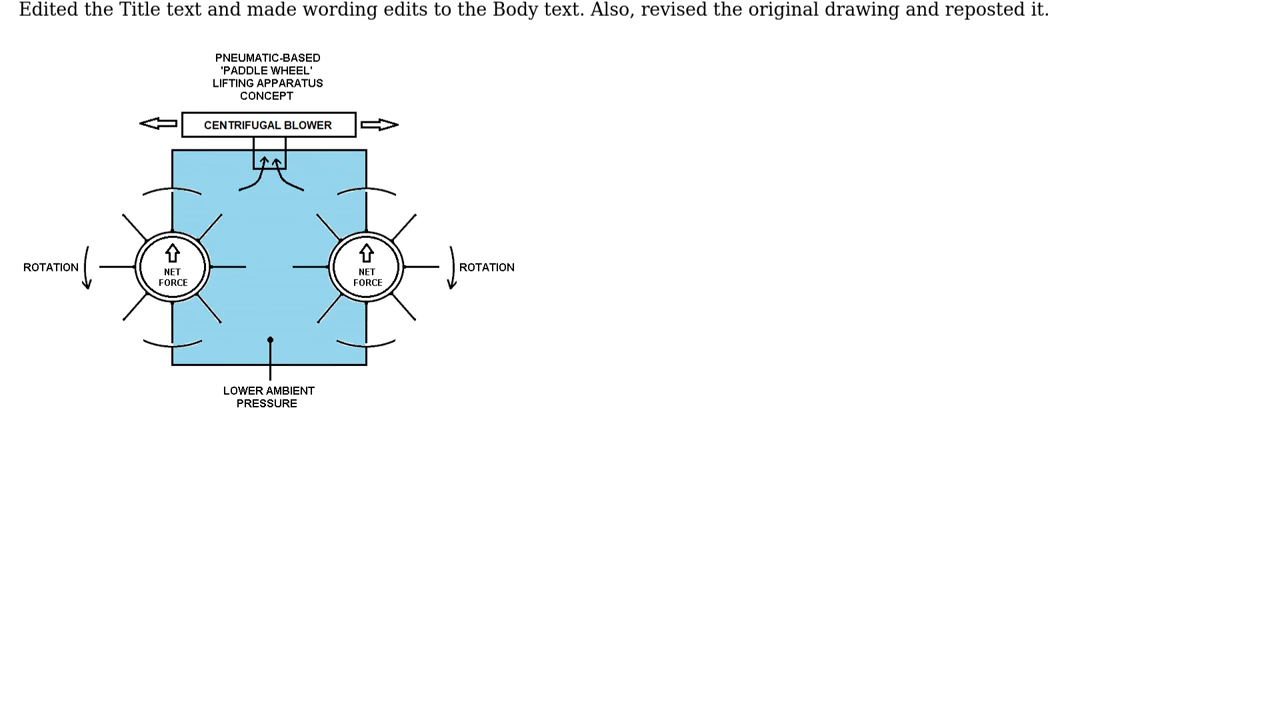 Edited the Title text and made wording edits to the Body text. Also, revised the original drawing and reposted it.
PNEUMATIC-BASED
'PADDLE WHEEL'
LIFTING APPARATUS
CONCEPT
CENTRIFUGAL BLOWER
ROTATION
NET
FORCE
NET
FORCE
ROTATION
LOWER AMBIENT
PRESSURE